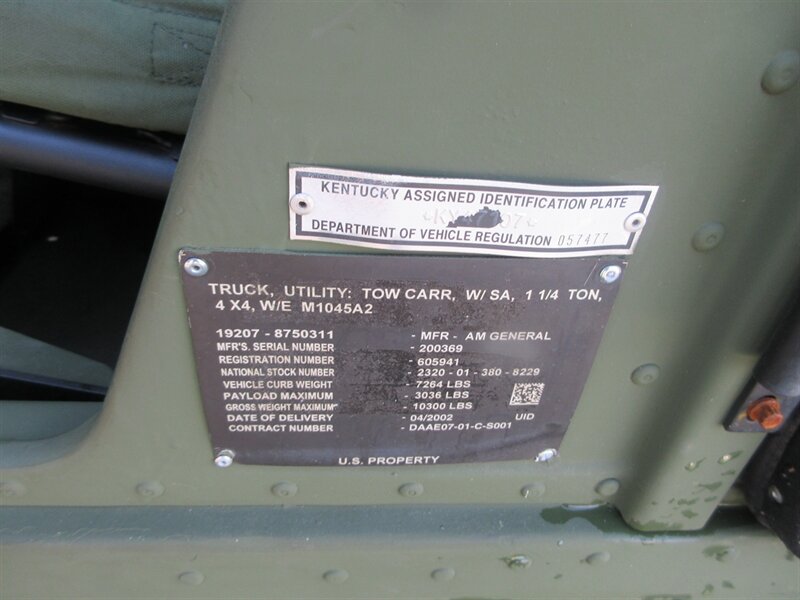 KENTUCKY ASSIGNED IDENTIFICATION PLATE
DEPARTMENT OF VEHICLE REGULATION 057477
TRUCK, UTILITY: TOW CARR, W/ SA, 1 1/4 TON,
4 X4, W/E M1045A2
19207 - 8750311 - MFR - AM GENERAL
MFR'S. SERIAL NUMBER - 200369
REGISTRATION NUMBER - 605941
NATIONAL STOCK NUMBER - 2320 - 01 - 380 - 8229
VEHICLE CURB WEIGHT - 7264 LBS
PAYLOAD MAXIMUM - 3036 LBS
GROSS WEIGHT MAXIMUM - 10300 LBS
DATE OF DELIVERY - 04/2002 UID
CONTRACT NUMBER - DAAE07-01-C-S001
U.S. PROPERTY